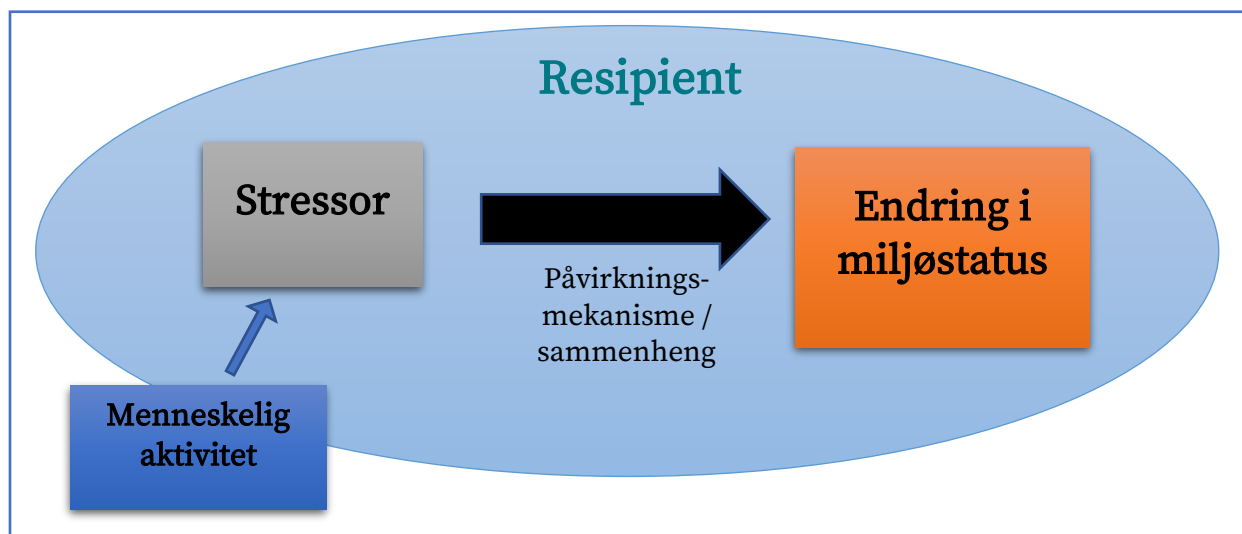 Resipient
Stressor
Endring i
miljøstatus
Påvirknings-
mekanisme /
sammenheng
Menneskelig
aktivitet